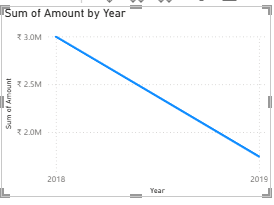 Sum of Amount by Year
₹ 3.0M
₹ 2.5M
₹ 2.0M
Sum of Amount
2018
2019
Year